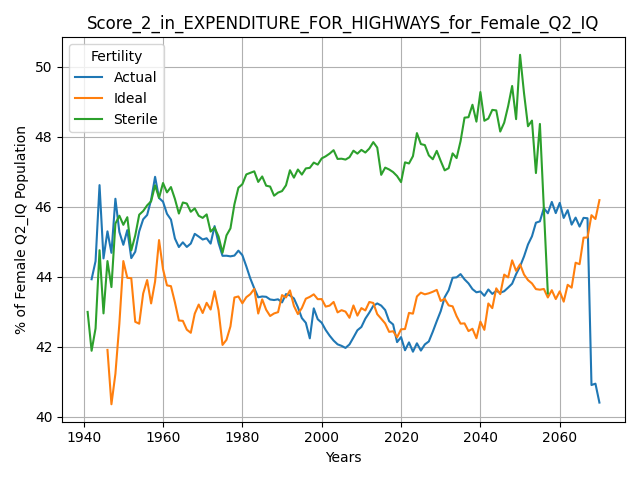 Score_2_in_EXPENDITURE_FOR_HIGHWAYS_for_Female_Q2_IQ
Fertility
Actual
Ideal
Sterile
% of Female Q2_IQ Population
50
48
46
44
42
40
1940 1960 1980 2000 2020 2040 2060
Years